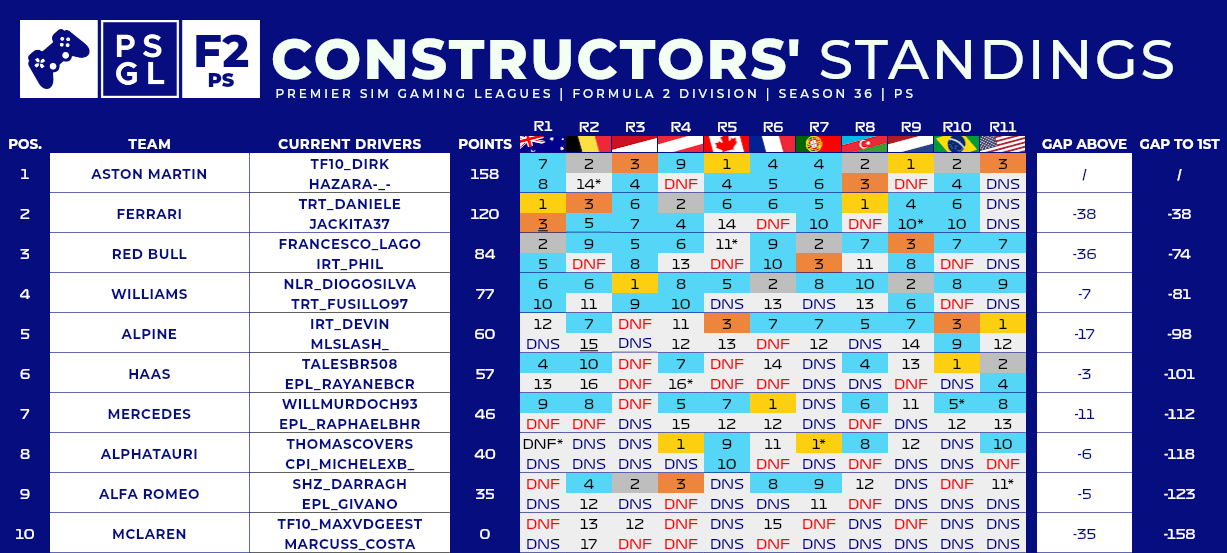 PS
GL
F2
PS
CONSTRUCTORS' STANDINGS
PREMIER SIM GAMING LEAGUES | FORMULA 2 DIVISION | SEASON 36 | PS
R1 R2 R3 R4 R5 R6 R7 R8 R9 R10 R11
POS. TEAM CURRENT DRIVERS POINTS GAP ABOVE GAP TO 1ST
TF10_DIRK 7 2 3 9 1 4 4 2 1 2 3
1 ASTON MARTIN 158 / /
HAZARA-_- 8 14* 4 DNF 4 5 6 3 DNF 4 DNS
TRT_DANIELE 1 3 6 2 6 6 5 1 4 6 DNS
2 FERRARI 120 -38 -38
JACKITA37 3 5 7 4 14 DNF 10 DNF 10* 10 DNS
FRANCESCO_LAGO 2 9 5 6 11* 9 2 7 3 7 7
3 RED BULL 84 -36 -74
IRT_PHIL 5 DNF 8 13 DNF 10 3 11 8 DNF DNS
NLR_DIOGOSILVA 6 6 1 8 5 2 8 10 2 8 9
4 WILLIAMS 77 -7 -81
TRT_FUSILLO97 10 11 9 10 DNS 13 DNS 13 6 DNF DNS
IRT_DEVIN 12 7 DNF 11 3 7 7 5 7 3 1
5 ALPINE 60 -17 -98
MLSLASH_ DNS 15 DNS 12 13 DNF 12 DNS 14 9 12
TALESBR508 4 10 DNF 7 DNF 14 DNS 4 13 1 2
6 HAAS 57 -3 -101
EPL_RAYANEBCR 13 16 DNF 16* DNF DNF DNS DNS DNF DNS 4
WILLMURDOCH93 9 8 DNF 5 7 1 DNS 6 11 5* 8
7 MERCEDES 46 -11 -112
EPL_RAPHAELBHR DNF DNF DNS 15 12 12 DNS DNF DNS 12 13
THOMASCOVERS DNF* DNS DNS 1 9 11 1* 8 12 DNS 10
8 ALPHATAURI 40 -6 -118
CPI_MICHELEXB_ DNS DNS DNS DNS 10 DNF DNS DNF DNS DNS DNF
SHZ_DARRAGH DNF 4 2 3 DNS 8 9 12 DNS DNF 11*
9 ALFA ROMEO 35 -5 -123
EPL_GIVANO DNS 12 DNS DNF DNS DNS 11 DNF DNS DNS DNS
TF10_MAXVDGEEST DNF 13 12 DNF DNS 15 DNF DNS DNF DNS DNS
10 MCLAREN 0 -35 -158
MARCUSS_COSTA DNS 17 DNF DNF DNF DNS DNS DNS DNS DNS DNS